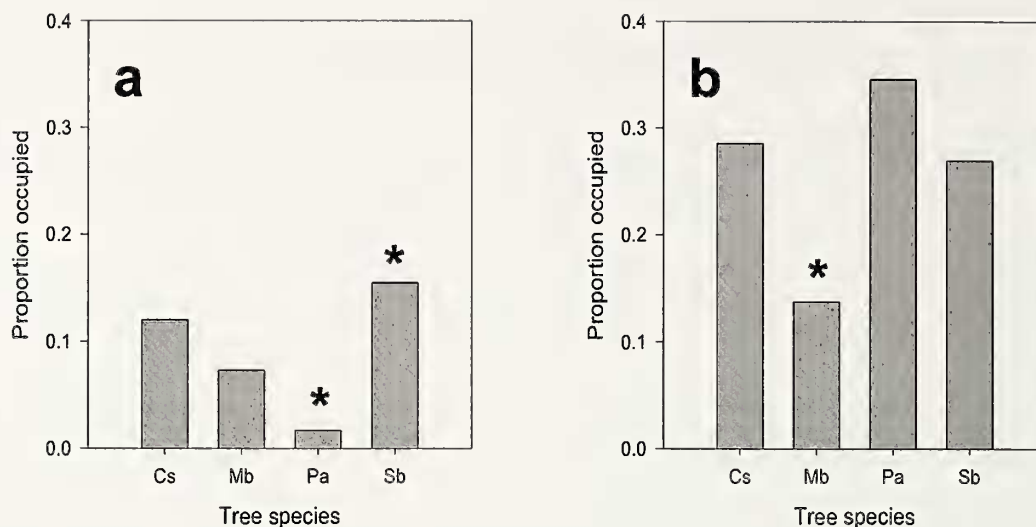 a
Proportion occupied
0.4
0.3
0.2
0.1
0.0
*
*
Cs Mb Pa Sb
Tree species
b
Proportion occupied
0.4
0.3
0.2
0.1
0.0
*
Cs Mb Pa Sb
Tree species